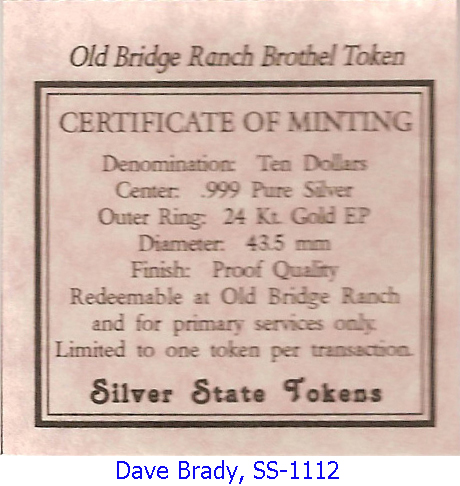 Old Bridge Ranch Brothel Token
CERTIFICATE OF MINTING
Denomination: Ten Dollars
Center: .999 Pure Silver
Outer Ring: 24 Kt. Gold EP
Diameter: 43.5 mm
Finish: Proof Quality
Redeemable at Old Bridge Ranch
and for primary services only.
Limited to one token per transaction.
Silver State Tokens
Dave Brady, SS-1112